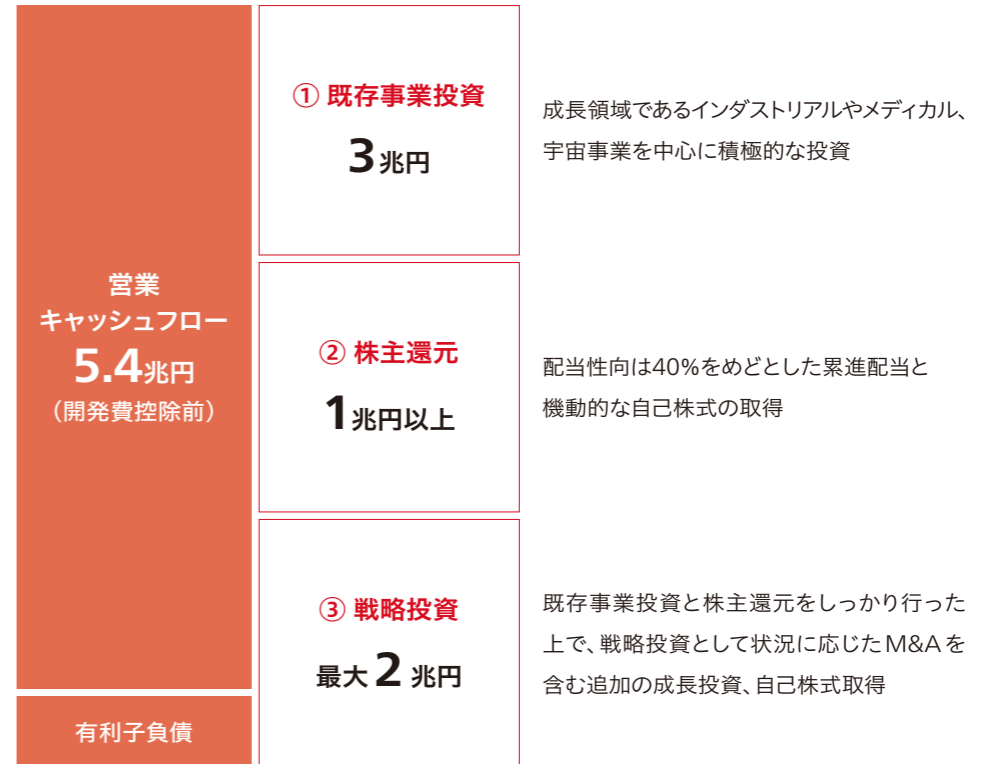 営業
キャッシュフロー
5.4兆円
（開発費控除前）
有利子負債
① 既存事業投資
3兆円
成長領域であるインダストリアルやメディカル、
宇宙事業を中心に積極的な投資
② 株主還元
1兆円以上
配当性向は40%をめどとした累進配当と
機動的な自己株式の取得
③ 戦略投資
最大 2 兆円
既存事業投資と株主還元をしっかり行った
上で、戦略投資として状況に応じたM&Aを
含む追加の成長投資、自己株式取得